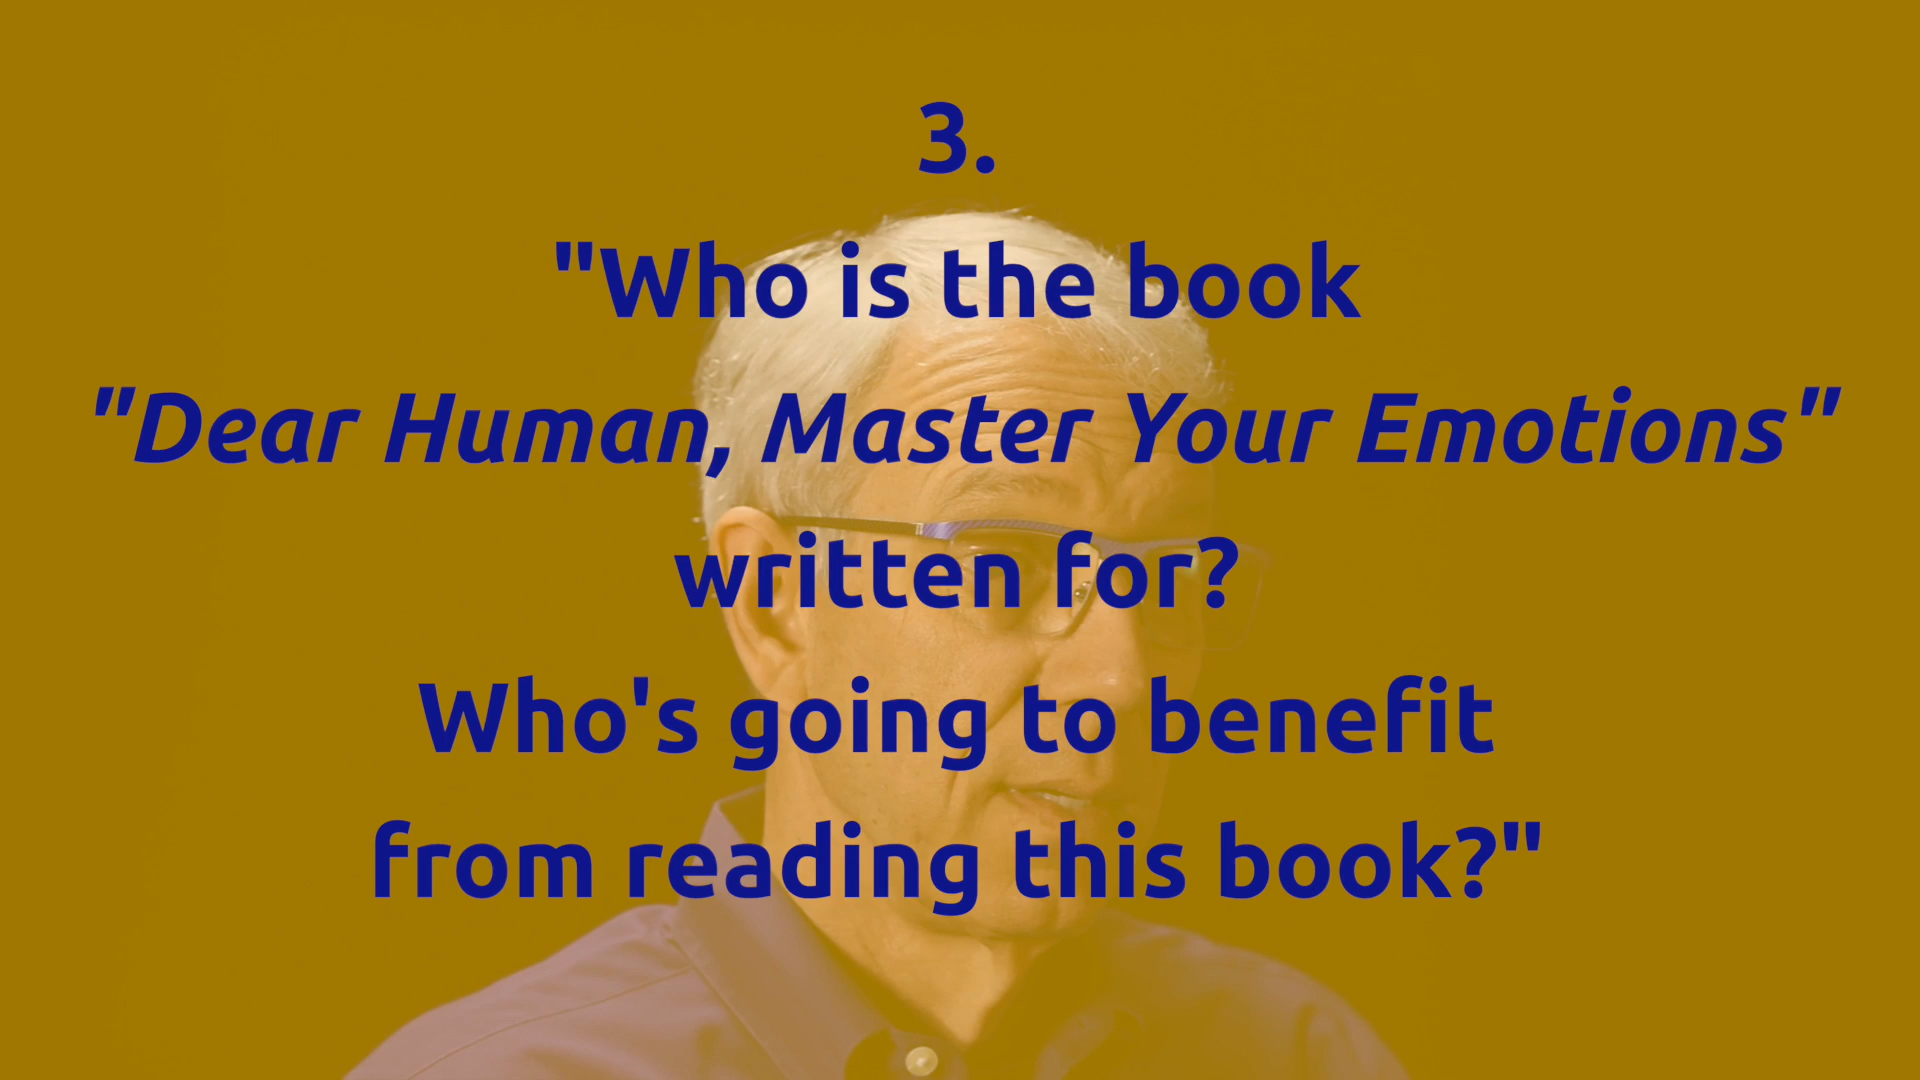 3.
"Who is the book
"Dear Human, Master Your Emotions"
written for?
Who's going to benefit
from reading this book?"